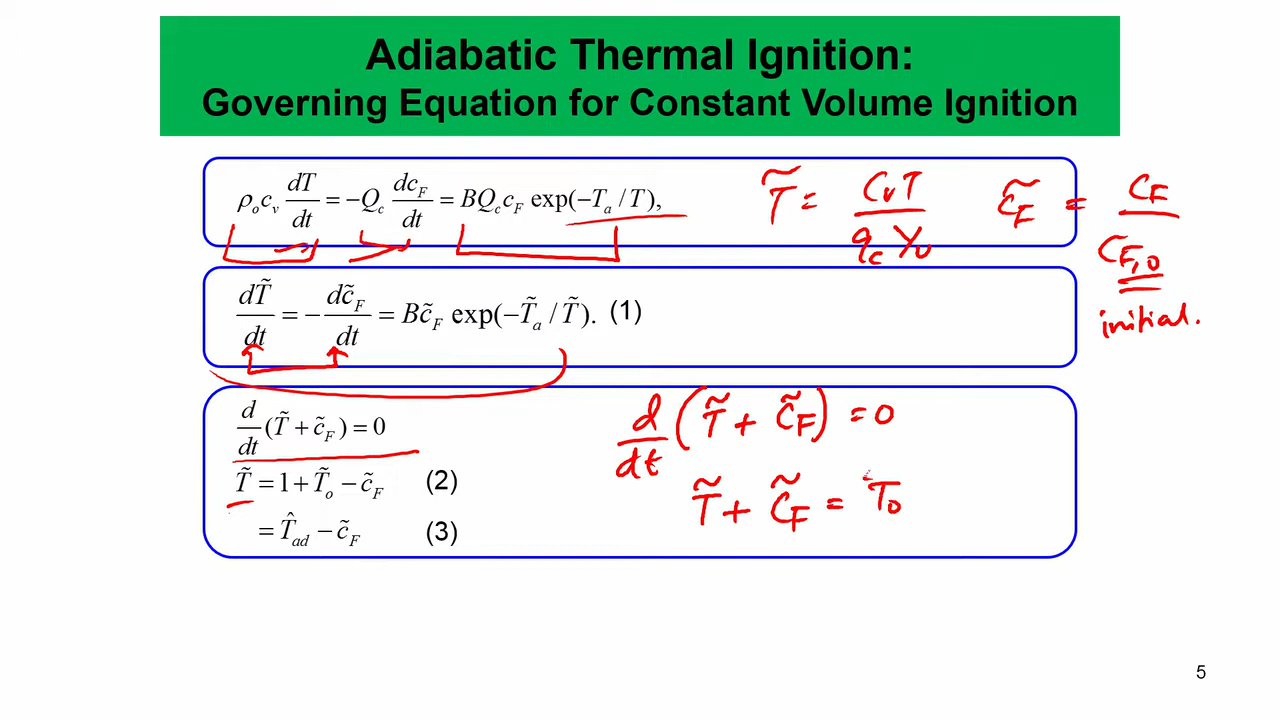 Adiabatic Thermal Ignition:
Governing Equation for Constant Volume Ignition
ρ_o c_v dT/dt = −Q_c dc_F/dt = BQ_c c_F exp(−T_a / T),
T̃ = C_v T / q_c Y_0
c̃_F = C_F / C_F,0
initial.
dT̃/dt = − dc̃_F/dt = Bc̃_F exp(−T̃_a / T̃). (1)
d/dt (T̃ + c̃_F) = 0
d/dt (T̃ + C̃_F) = 0
T̃ = 1 + T̃_o − c̃_F (2)
T̃ + C̃_F = T̃_0
= T̂_ad − c̃_F (3)
5